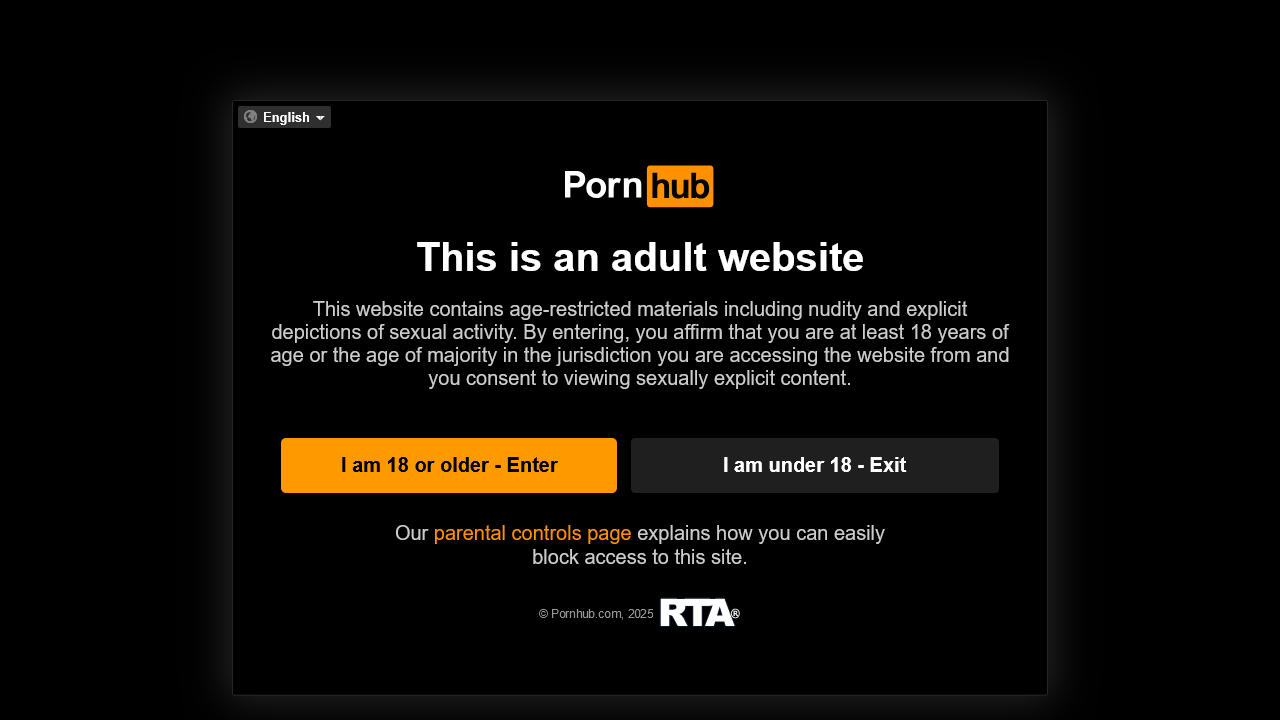 English
Porn hub
This is an adult website
This website contains age-restricted materials including nudity and explicit
depictions of sexual activity. By entering, you affirm that you are at least 18 years of
age or the age of majority in the jurisdiction you are accessing the website from and
you consent to viewing sexually explicit content.
I am 18 or older - Enter
I am under 18 - Exit
Our parental controls page explains how you can easily
block access to this site.
© Pornhub.com, 2025 RTA®